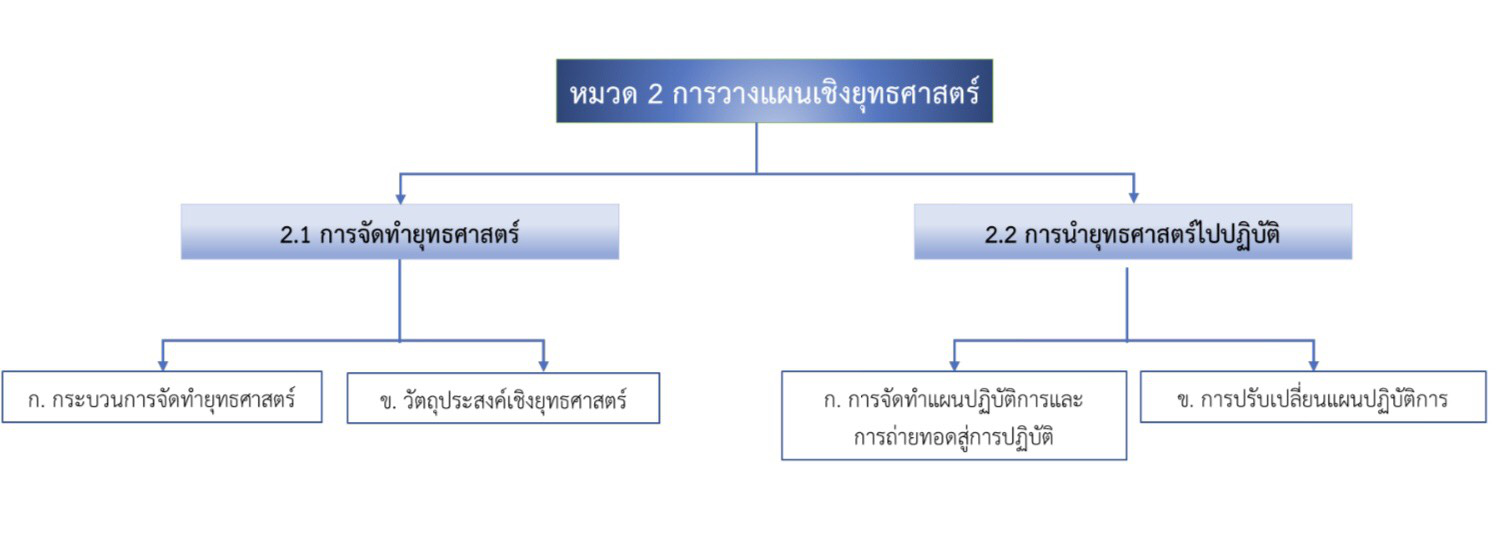 หมวด 2 การวางแผนเชิงยุทธศาสตร์
2.1 การจัดทำยุทธศาสตร์
2.2 การนำยุทธศาสตร์ไปปฏิบัติ
ก. กระบวนการจัดทำยุทธศาสตร์
ข. วัตถุประสงค์เชิงยุทธศาสตร์
ก. การจัดทำแผนปฏิบัติการและ
การถ่ายทอดสู่การปฏิบัติ
ข. การปรับเปลี่ยนแผนปฏิบัติการ